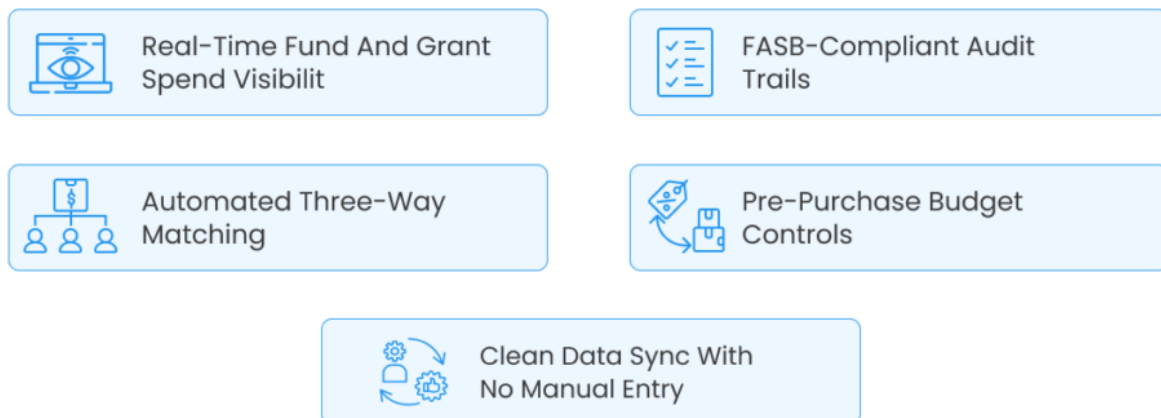 Real-Time Fund And Grant
Spend Visibilit
FASB-Compliant Audit
Trails
Automated Three-Way
Matching
Pre-Purchase Budget
Controls
Clean Data Sync With
No Manual Entry